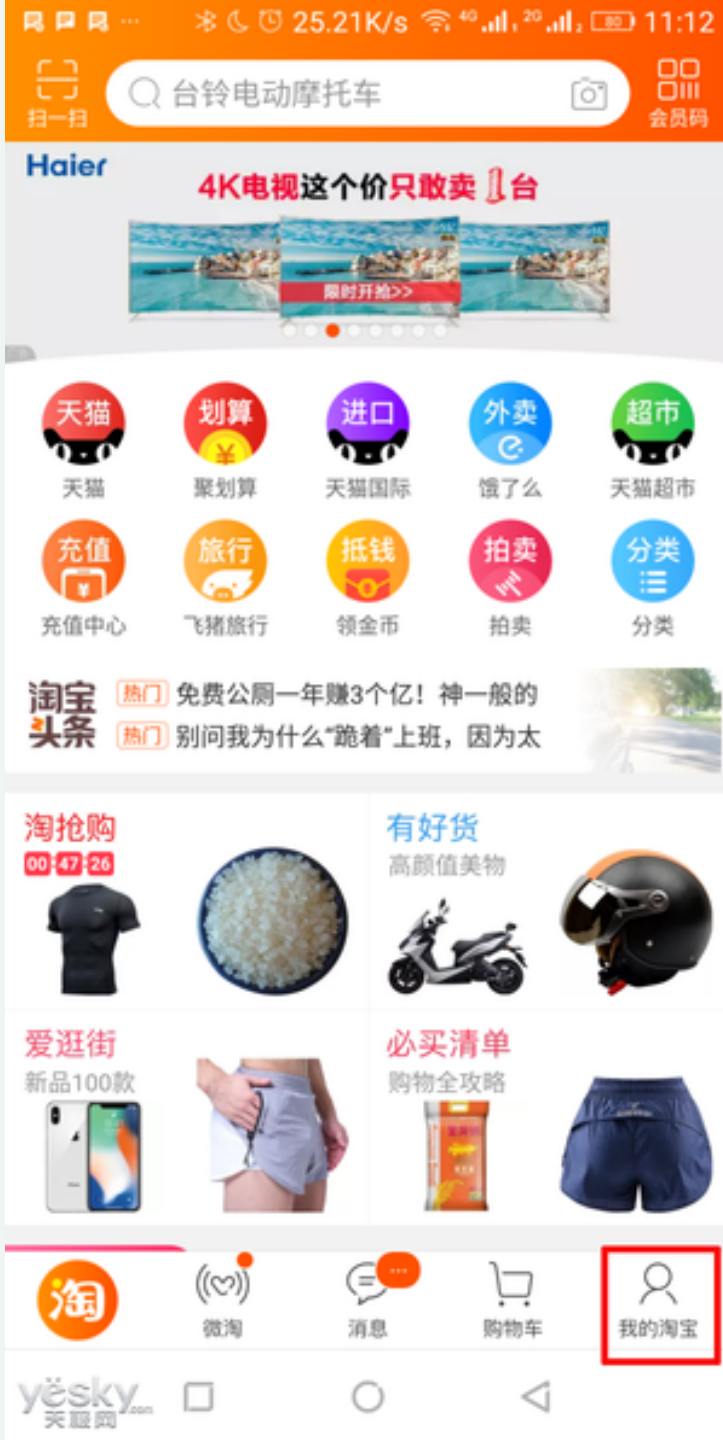 25.21K/s 4G 2G 80 11:12
扫一扫
台铃电动摩托车
会员码
Haier
4K电视这个价只敢卖1台
限时开抢>>
天猫 划算 进口 外卖 超市
天猫 聚划算 天猫国际 饿了么 天猫超市
充值 旅行 抵钱 拍卖 分类
充值中心 飞猪旅行 领金币 拍卖 分类
淘宝头条
热门 免费公厕一年赚3个亿！神一般的
热门 别问我为什么“跪着”上班，因为太
淘抢购
00:47:26
有好货
高颜值美物
爱逛街
新品100款
必买清单
购物全攻略
淘
微淘
消息
购物车
我的淘宝
yesky.com
天极网